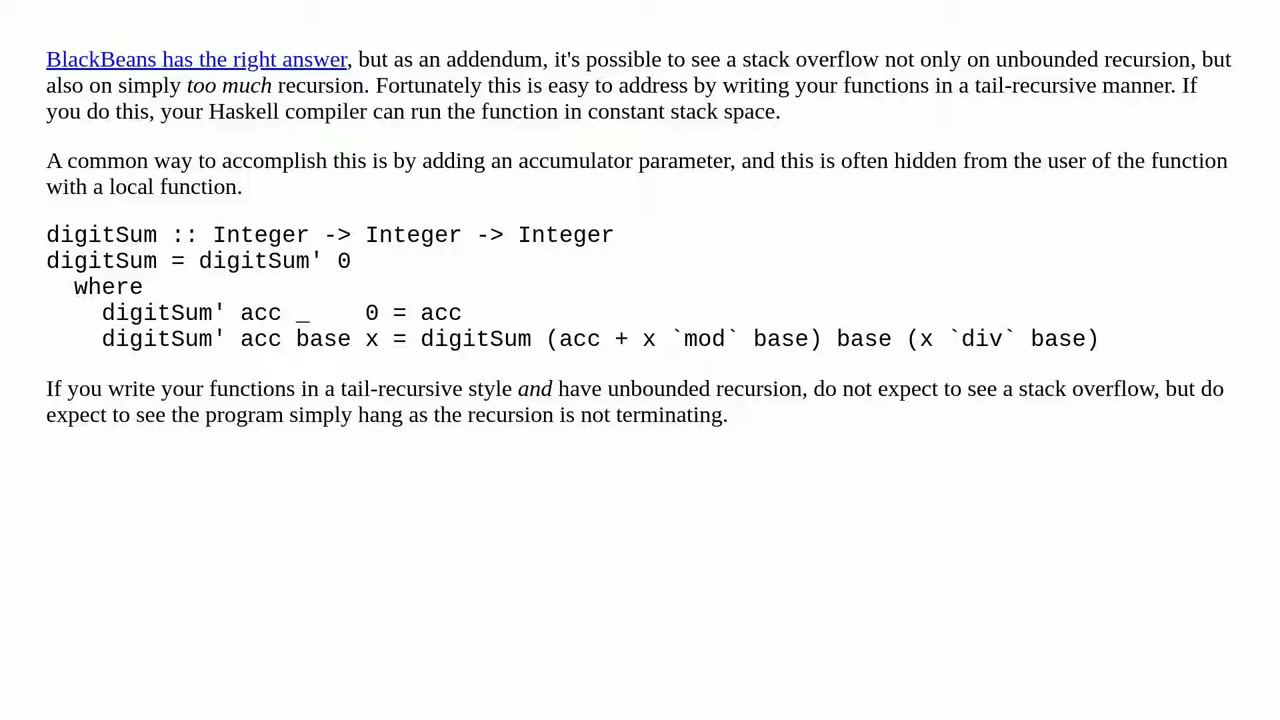 BlackBeans has the right answer, but as an addendum, it's possible to see a stack overflow not only on unbounded recursion, but
also on simply too much recursion. Fortunately this is easy to address by writing your functions in a tail-recursive manner. If
you do this, your Haskell compiler can run the function in constant stack space.
A common way to accomplish this is by adding an accumulator parameter, and this is often hidden from the user of the function
with a local function.
digitSum :: Integer -> Integer -> Integer
digitSum = digitSum' 0
  where
    digitSum' acc _    0 = acc
    digitSum' acc base x = digitSum (acc + x `mod` base) base (x `div` base)
If you write your functions in a tail-recursive style and have unbounded recursion, do not expect to see a stack overflow, but do
expect to see the program simply hang as the recursion is not terminating.